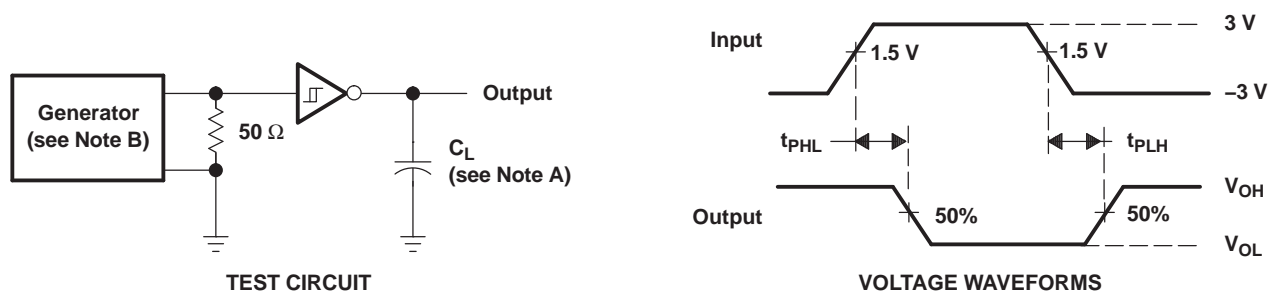 Generator
(see Note B)
50 Ω
Output
C_L
(see Note A)
TEST CIRCUIT
Input
3 V
1.5 V
1.5 V
–3 V
t_PHL
t_PLH
Output
50%
50%
V_OH
V_OL
VOLTAGE WAVEFORMS